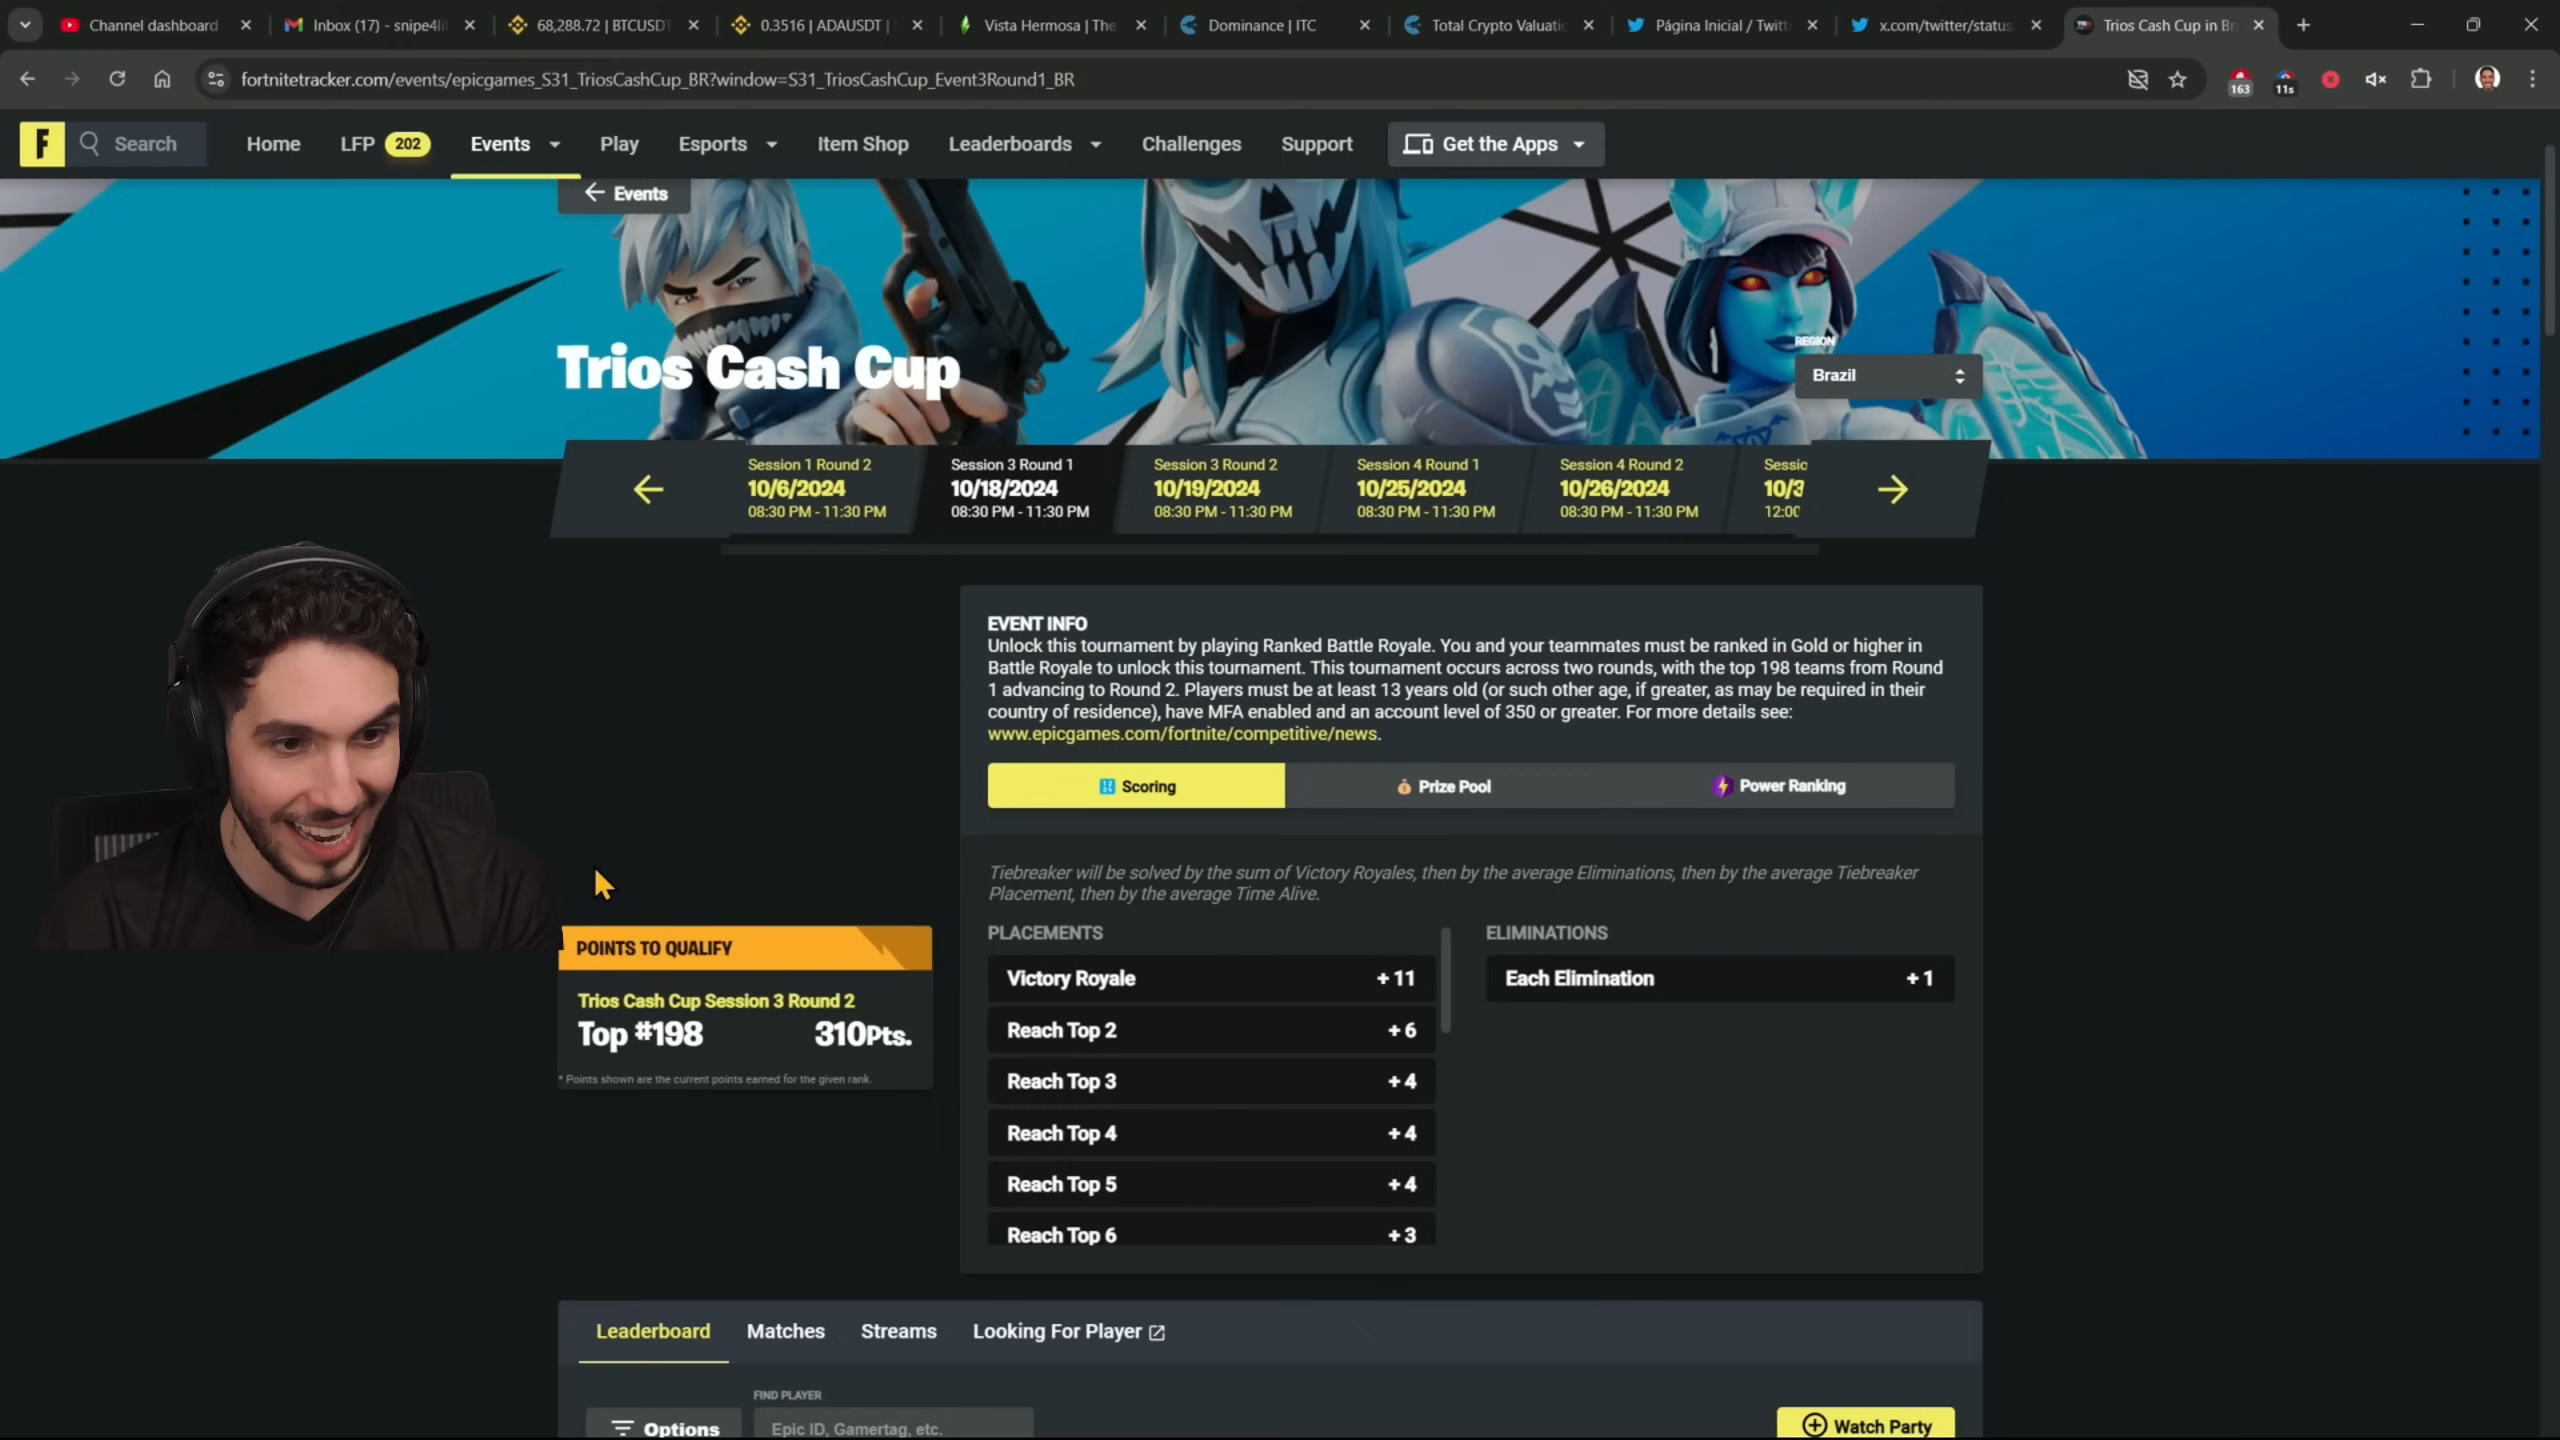 Channel dashboard
Inbox (17) - snipe4li
68,288.72 | BTCUSDT
0.3516 | ADAUSDT |
Vista Hermosa | The
Dominance | ITC
Total Crypto Valuatio
Página Inicial / Twitt
x.com/twitter/status
Trios Cash Cup in Br
fortnitetracker.com/events/epicgames_S31_TriosCashCup_BR?window=S31_TriosCashCup_Event3Round1_BR
163
11s
F
Search
Home
LFP 202
Events
Play
Esports
Item Shop
Leaderboards
Challenges
Support
Get the Apps
Events
Trios Cash Cup
REGION
Brazil
Session 1 Round 2
10/6/2024
08:30 PM - 11:30 PM
Session 3 Round 1
10/18/2024
08:30 PM - 11:30 PM
Session 3 Round 2
10/19/2024
08:30 PM - 11:30 PM
Session 4 Round 1
10/25/2024
08:30 PM - 11:30 PM
Session 4 Round 2
10/26/2024
08:30 PM - 11:30 PM
Sessio
10/3
12:00
EVENT INFO
Unlock this tournament by playing Ranked Battle Royale. You and your teammates must be ranked in Gold or higher in
Battle Royale to unlock this tournament. This tournament occurs across two rounds, with the top 198 teams from Round
1 advancing to Round 2. Players must be at least 13 years old (or such other age, if greater, as may be required in their
country of residence), have MFA enabled and an account level of 350 or greater. For more details see:
www.epicgames.com/fortnite/competitive/news.
Scoring
Prize Pool
Power Ranking
Tiebreaker will be solved by the sum of Victory Royales, then by the average Eliminations, then by the average Tiebreaker
Placement, then by the average Time Alive.
POINTS TO QUALIFY
Trios Cash Cup Session 3 Round 2
Top #198 310Pts.
* Points shown are the current points earned for the given rank.
PLACEMENTS
Victory Royale +11
Reach Top 2 +6
Reach Top 3 +4
Reach Top 4 +4
Reach Top 5 +4
Reach Top 6 +3
ELIMINATIONS
Each Elimination +1
Leaderboard
Matches
Streams
Looking For Player
Options
FIND PLAYER
Epic ID, Gamertag, etc.
Watch Party